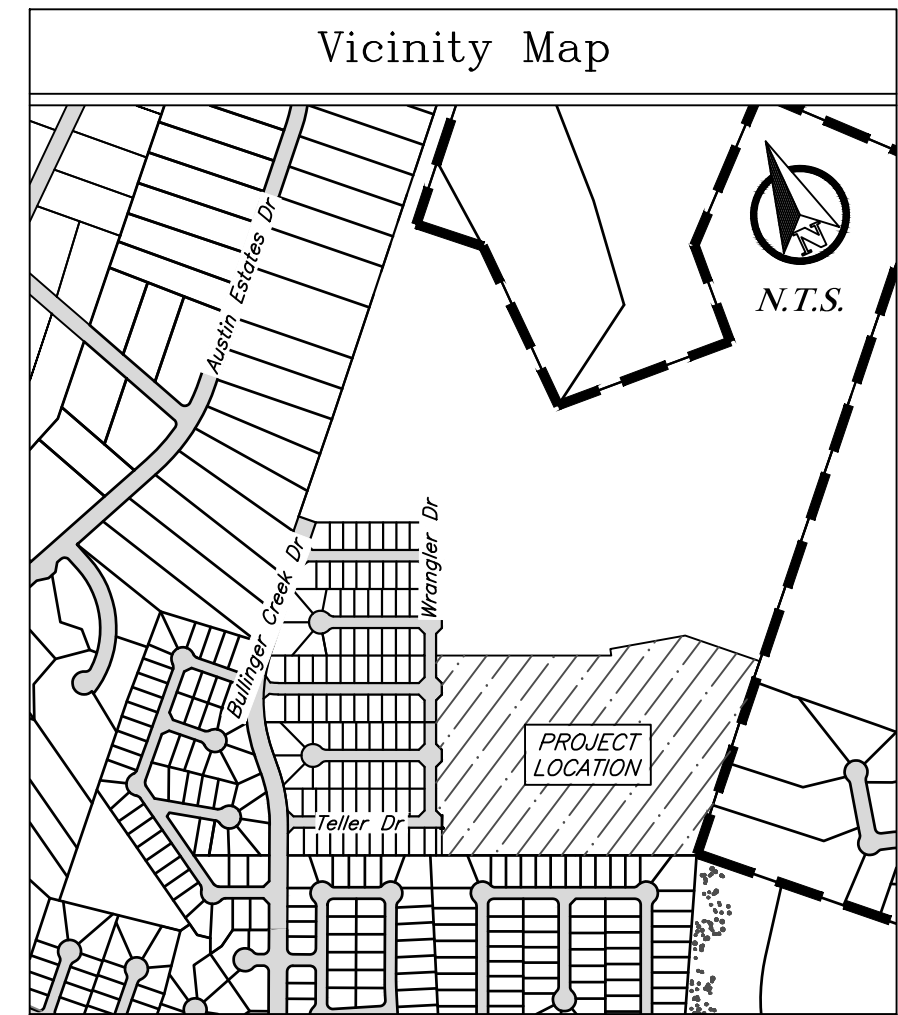 Vicinity Map
Austin Estates Dr
N
N.T.S.
Wrangler Dr
Bullinger Creek Dr
PROJECT
LOCATION
Teller Dr